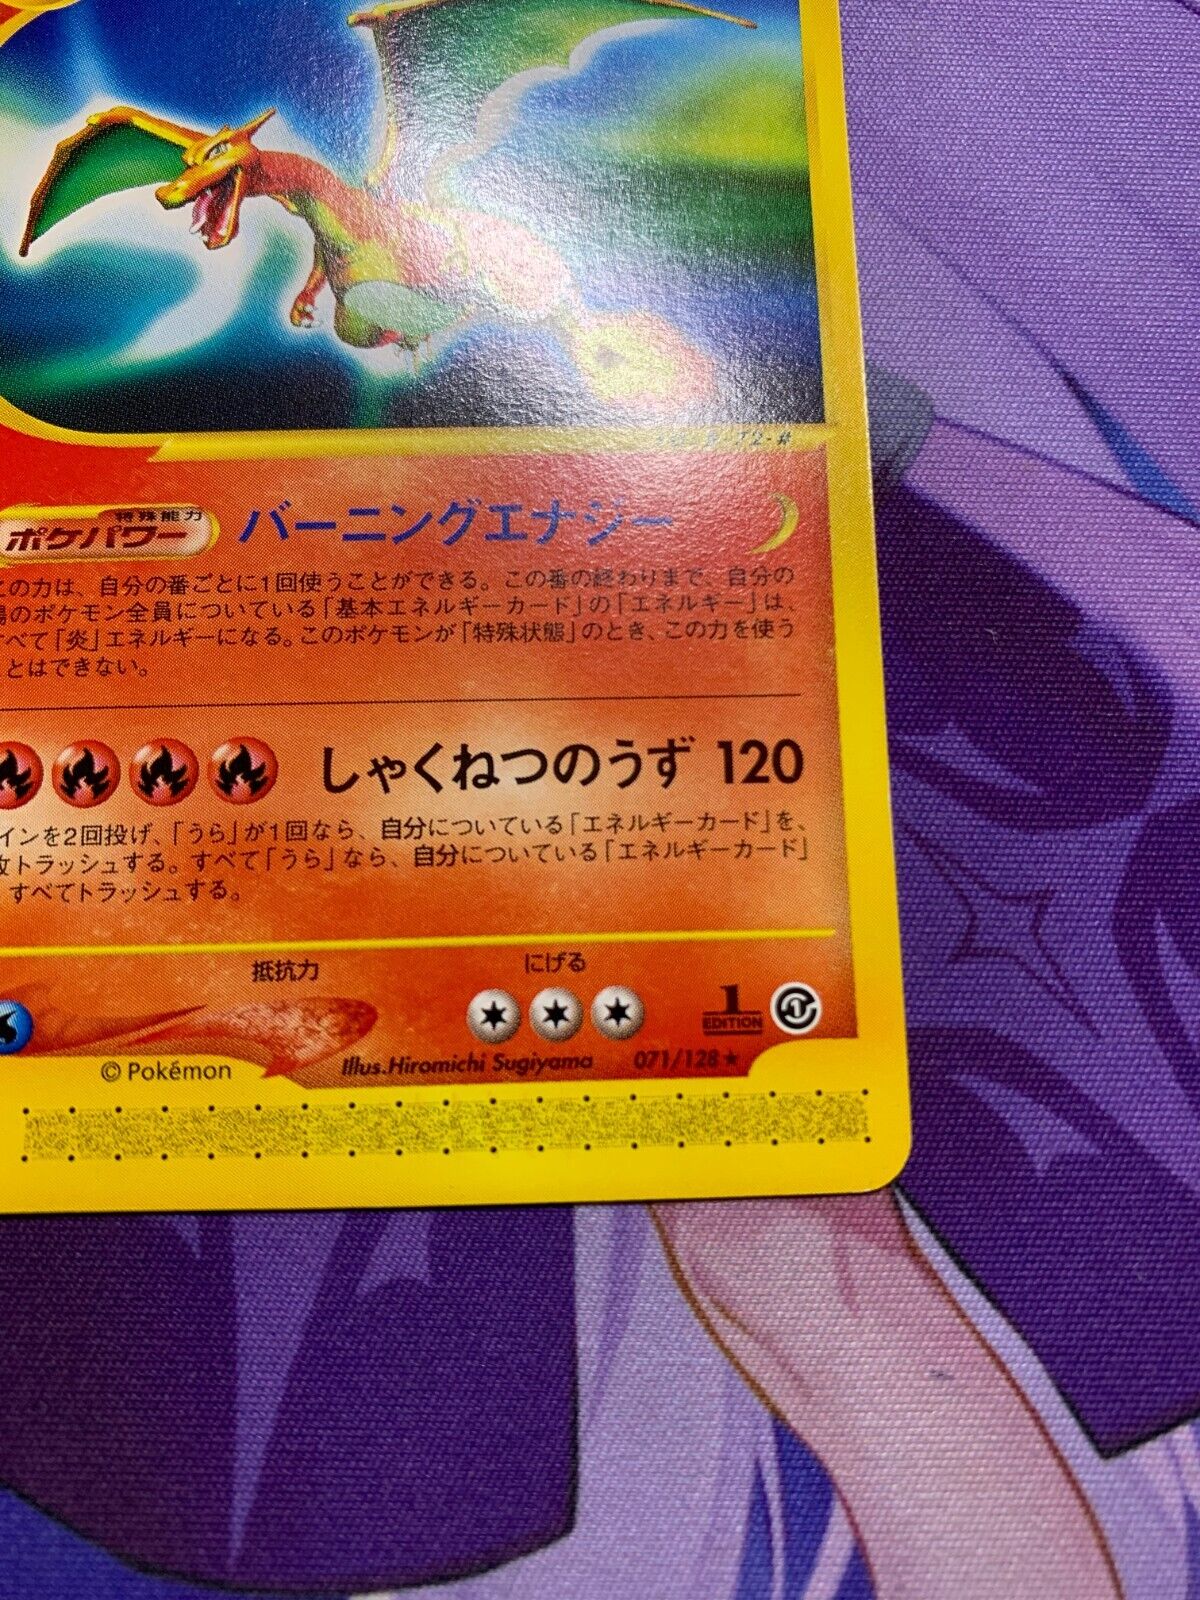 特殊能力
ポケパワー バーニングエナジー
この力は、自分の番ごとに1回使うことができる。この番の終わりまで、自分の
場のポケモン全員についている「基本エネルギーカード」の「エネルギー」は、
すべて「炎」エネルギーになる。このポケモンが「特殊状態」のとき、この力を使う
ことはできない。
しゃくねつのうず 120
インを2回投げ、「うら」が1回なら、自分についている「エネルギーカード」を、
枚トラッシュする。すべて「うら」なら、自分についている「エネルギーカード」
すべてトラッシュする。
抵抗力 にげる
1
EDITION
© Pokémon Illus. Hiromichi Sugiyama 071/128 ★